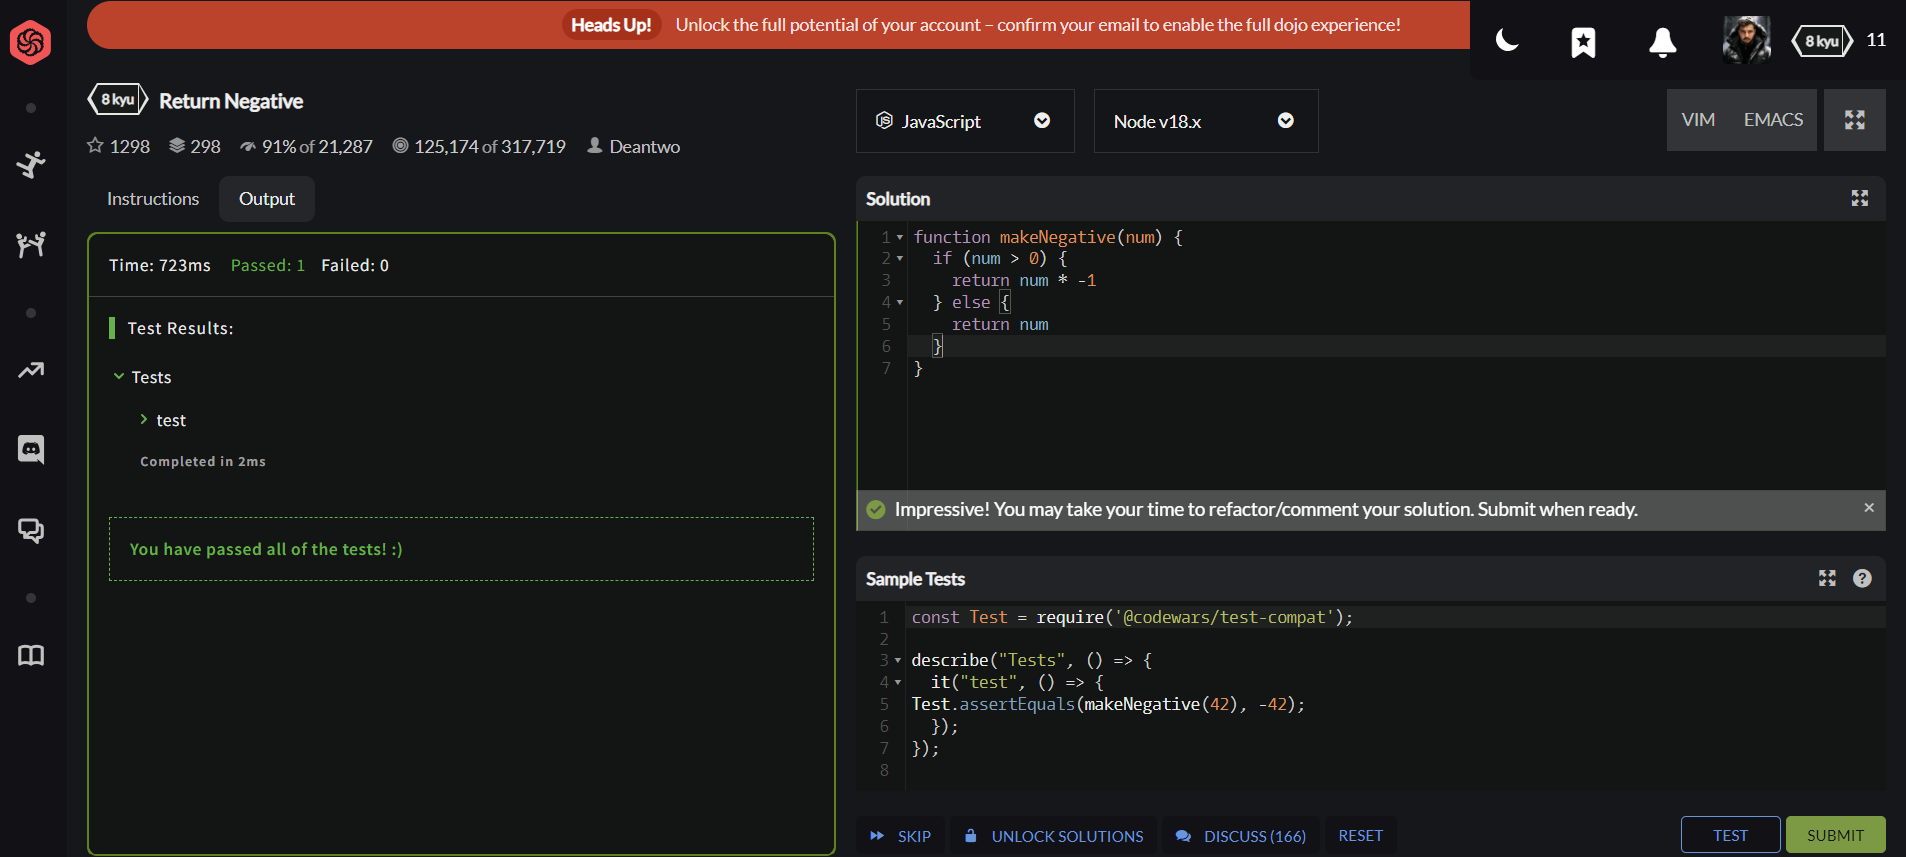 Heads Up! Unlock the full potential of your account – confirm your email to enable the full dojo experience!
8 kyu 11
8 kyu Return Negative
1298 298 91% of 21,287 125,174 of 317,719 Deantwo
JavaScript
Node v18.x
VIM EMACS
Instructions Output
Time: 723ms Passed: 1 Failed: 0
Test Results:
Tests
test
Completed in 2ms
You have passed all of the tests! :)
Solution
1 function makeNegative(num) {
2   if (num > 0) {
3     return num * -1
4   } else {
5     return num
6   }
7 }
Impressive! You may take your time to refactor/comment your solution. Submit when ready. ×
Sample Tests ?
1 const Test = require('@codewars/test-compat');
2
3 describe("Tests", () => {
4   it("test", () => {
5 Test.assertEquals(makeNegative(42), -42);
6   });
7 });
8
SKIP UNLOCK SOLUTIONS DISCUSS (166) RESET TEST SUBMIT